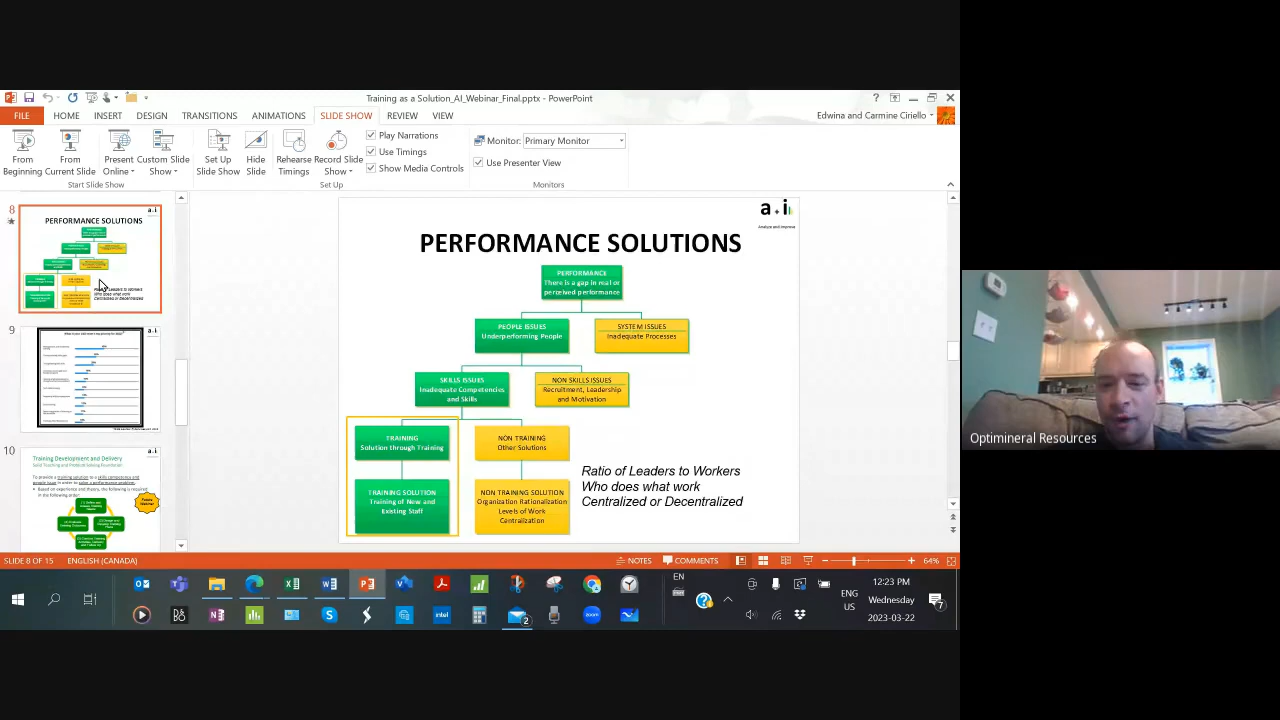 Training as a Solution_AI_Webinar_Final.pptx - PowerPoint
FILE HOME INSERT DESIGN TRANSITIONS ANIMATIONS SLIDE SHOW REVIEW VIEW
Edwina and Carmine Ciriello
From Beginning
From Current Slide
Present Online
Custom Slide Show
Start Slide Show
Set Up Slide Show
Hide Slide
Rehearse Timings
Record Slide Show
Play Narrations
Use Timings
Show Media Controls
Set Up
Monitor: Primary Monitor
Use Presenter View
Monitors
8
PERFORMANCE SOLUTIONS
9
10
Training Development and Delivery
a+i
Analyze and Improve
PERFORMANCE SOLUTIONS
PERFORMANCE
There is a gap in real or
perceived performance
PEOPLE ISSUES
Underperforming People
SYSTEM ISSUES
Inadequate Processes
SKILLS ISSUES
Inadequate Competencies
and Skills
NON SKILLS ISSUES
Recruitment, Leadership
and Motivation
TRAINING
Solution through Training
NON TRAINING
Other Solutions
TRAINING SOLUTION
Training of New and
Existing Staff
NON TRAINING SOLUTION
Organization Rationalization
Levels of Work
Centralization
Ratio of Leaders to Workers
Who does what work
Centralized or Decentralized
Optimineral Resources
SLIDE 8 OF 15 ENGLISH (CANADA)
NOTES COMMENTS 64%
EN
ENG
US
12:23 PM
Wednesday
2023-03-22
7
intel
zoom
2